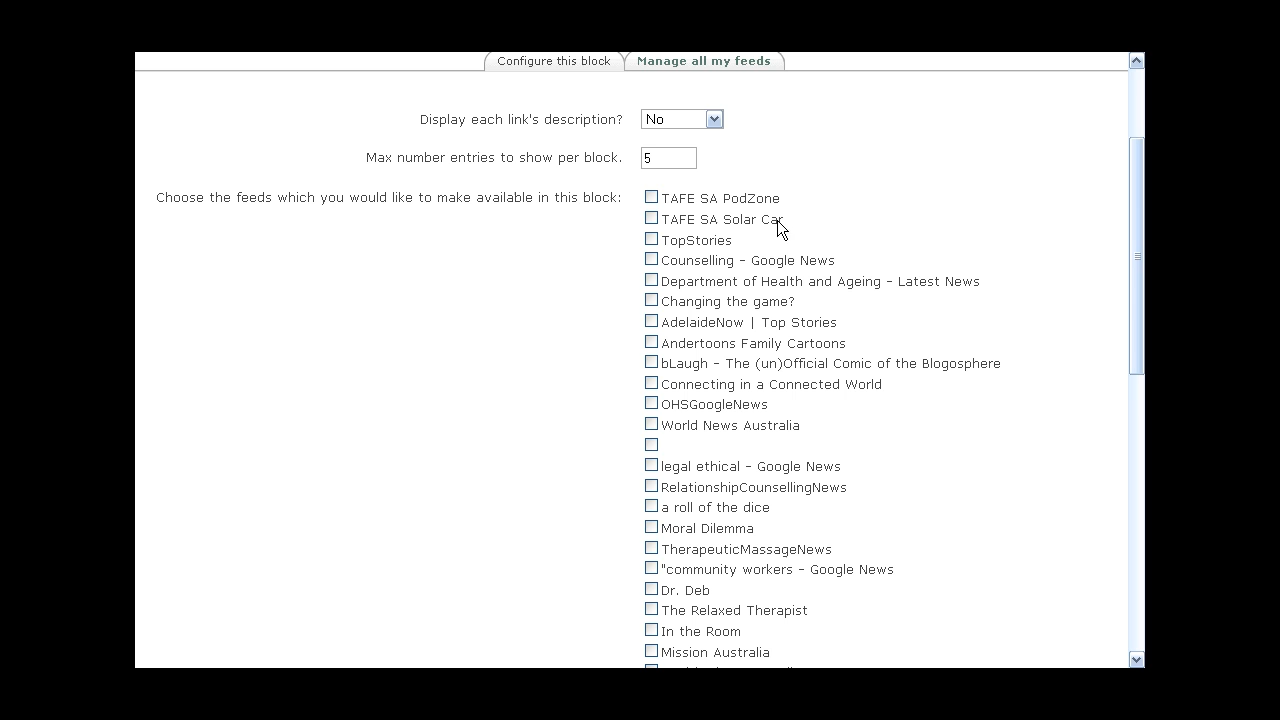 Configure this block
Manage all my feeds
Display each link's description?
No
Max number entries to show per block.
5
Choose the feeds which you would like to make available in this block:
TAFE SA PodZone
TAFE SA Solar Car
TopStories
Counselling - Google News
Department of Health and Ageing - Latest News
Changing the game?
AdelaideNow | Top Stories
Andertoons Family Cartoons
bLaugh - The (un)Official Comic of the Blogosphere
Connecting in a Connected World
OHSGoogleNews
World News Australia
legal ethical - Google News
RelationshipCounsellingNews
a roll of the dice
Moral Dilemma
TherapeuticMassageNews
"community workers - Google News
Dr. Deb
The Relaxed Therapist
In the Room
Mission Australia